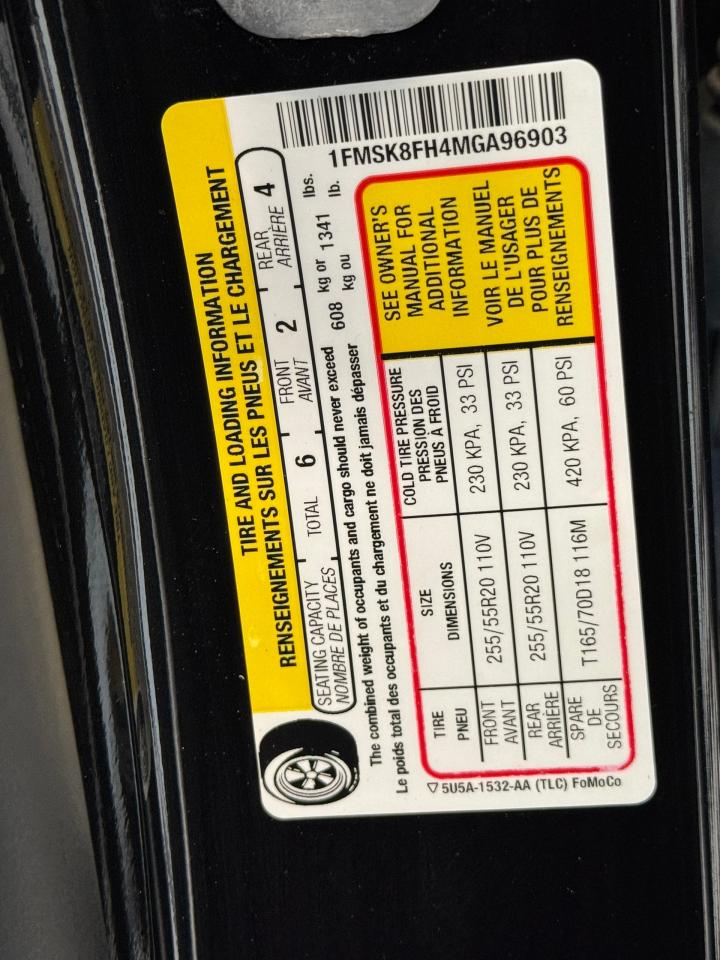 1FMSK8FH4MGA96903
TIRE AND LOADING INFORMATION
RENSEIGNEMENTS SUR LES PNEUS ET LE CHARGEMENT
SEATING CAPACITY TOTAL 6 FRONT 2 REAR 4
NOMBRE DE PLACES AVANT ARRIÈRE
The combined weight of occupants and cargo should never exceed 608 kg or 1341 lbs.
Le poids total des occupants et du chargement ne doit jamais dépasser kg ou lb.
TIRE SIZE COLD TIRE PRESSURE
PNEU DIMENSIONS PRESSION DES
PNEUS À FROID
FRONT 255/55R20 110V 230 KPA, 33 PSI
AVANT
REAR 255/55R20 110V 230 KPA, 33 PSI
ARRIÈRE
SPARE T165/70D18 116M 420 KPA, 60 PSI
DE
SECOURS
SEE OWNER'S
MANUAL FOR
ADDITIONAL
INFORMATION
VOIR LE MANUEL
DE L'USAGER
POUR PLUS DE
RENSEIGNEMENTS
5U5A-1532-AA (TLC) FoMoCo